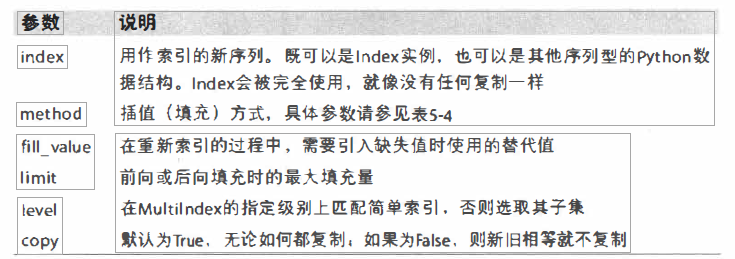 参数 说明
index 用作索引的新序列。既可以是Index实例，也可以是其他序列型的Python数
据结构。Index会被完全使用，就像没有任何复制一样
method 插值（填充）方式，具体参数请参见表5-4
fill_value 在重新索引的过程中，需要引入缺失值时使用的替代值
limit 前向或后向填充时的最大填充量
level 在MultiIndex的指定级别上匹配简单索引，否则选取其子集
copy 默认为True，无论如何都复制；如果为False，则新旧相等就不复制